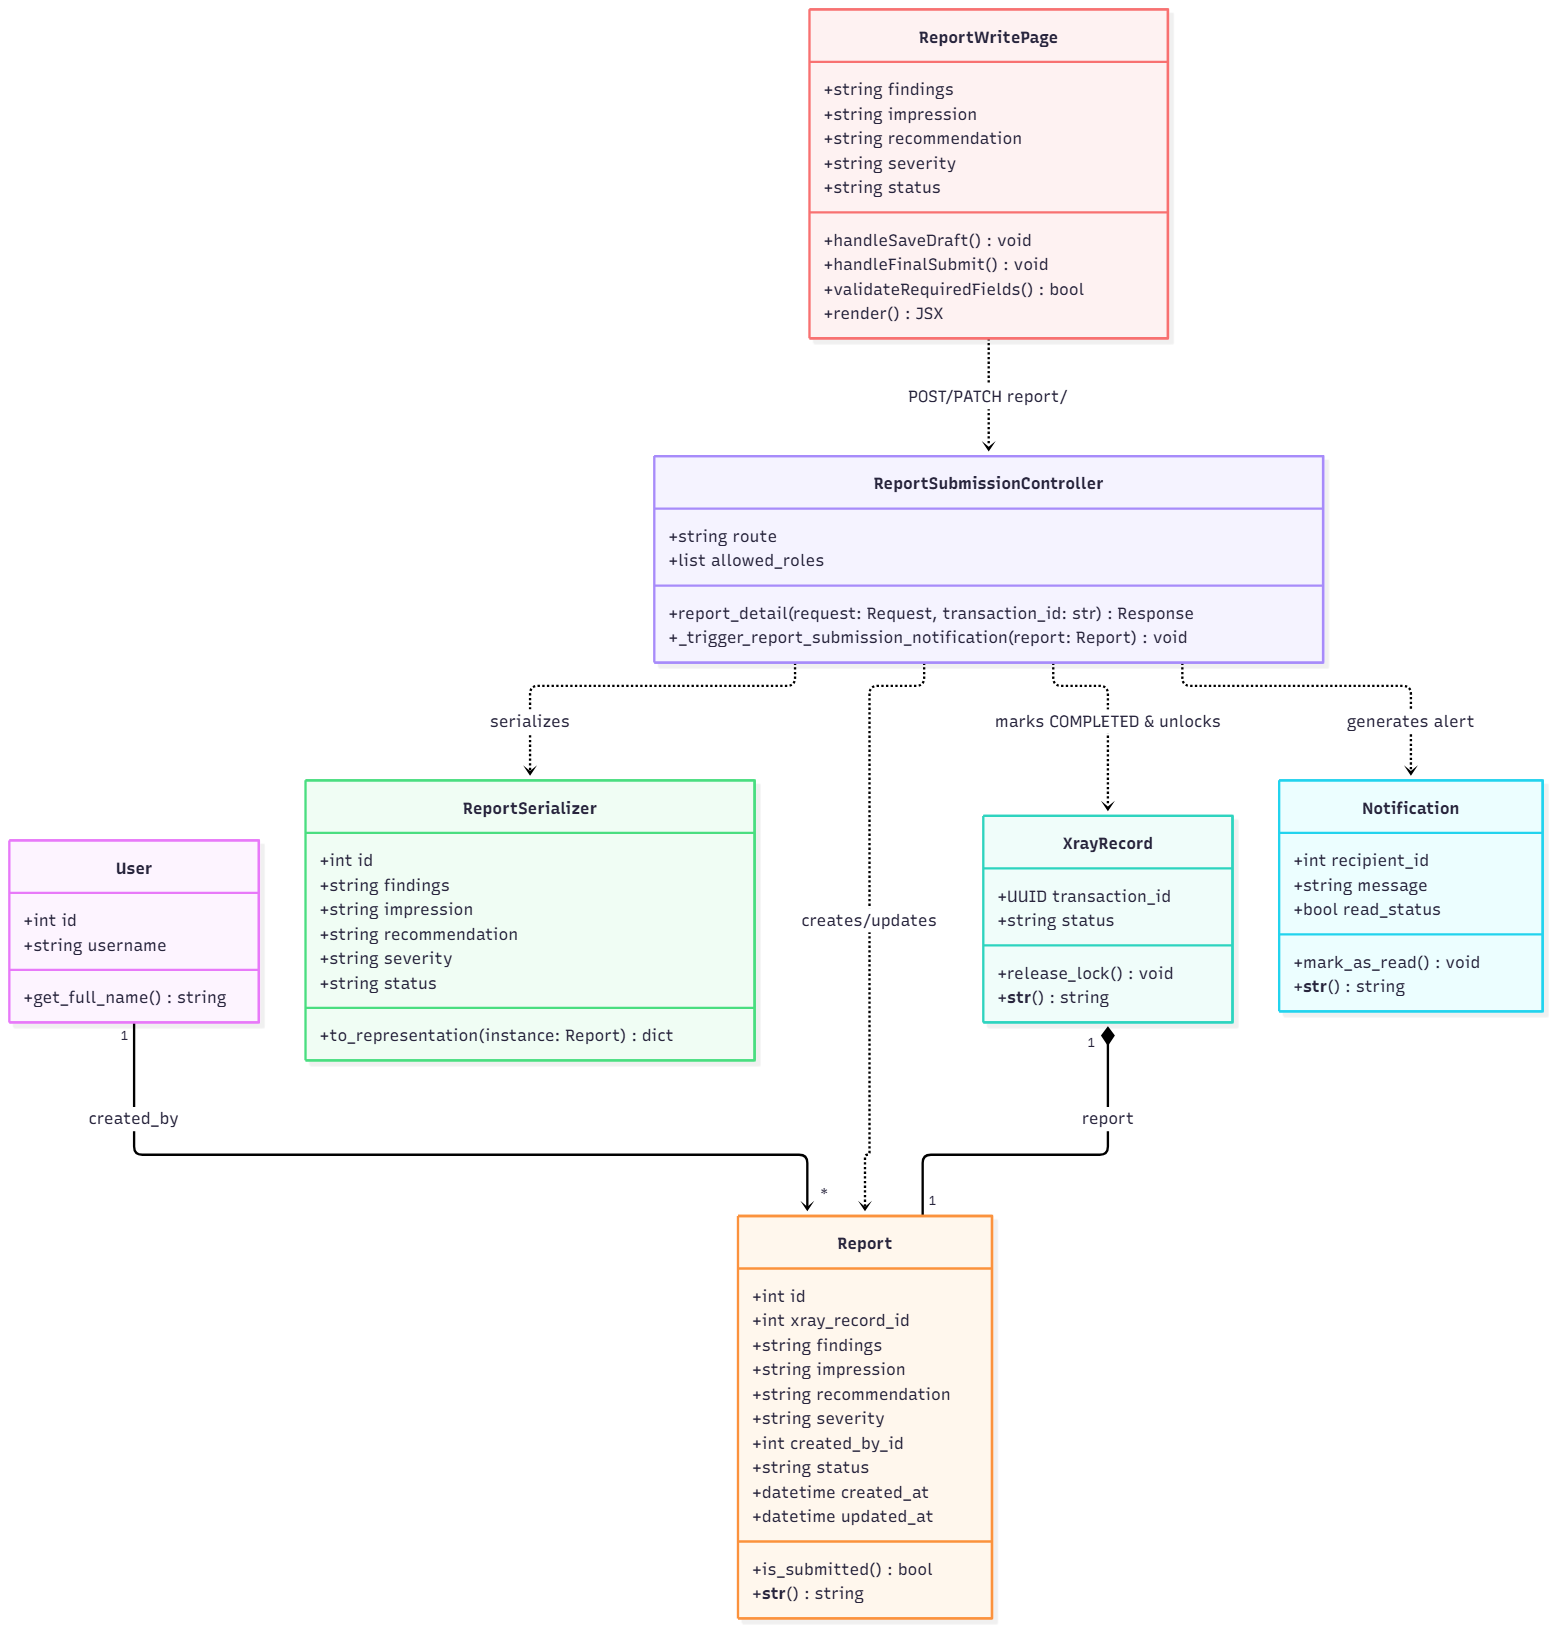 ReportWritePage
+string findings
+string impression
+string recommendation
+string severity
+string status
+handleSaveDraft() : void
+handleFinalSubmit() : void
+validateRequiredFields() : bool
+render() : JSX
POST/PATCH report/
ReportSubmissionController
+string route
+list allowed_roles
+report_detail(request: Request, transaction_id: str) : Response
+_trigger_report_submission_notification(report: Report) : void
serializes
marks COMPLETED & unlocks
generates alert
creates/updates
User
+int id
+string username
+get_full_name() : string
ReportSerializer
+int id
+string findings
+string impression
+string recommendation
+string severity
+string status
+to_representation(instance: Report) : dict
XrayRecord
+UUID transaction_id
+string status
+release_lock() : void
+str() : string
Notification
+int recipient_id
+string message
+bool read_status
+mark_as_read() : void
+str() : string
1
created_by
*
1
report
1
Report
+int id
+int xray_record_id
+string findings
+string impression
+string recommendation
+string severity
+int created_by_id
+string status
+datetime created_at
+datetime updated_at
+is_submitted() : bool
+str() : string